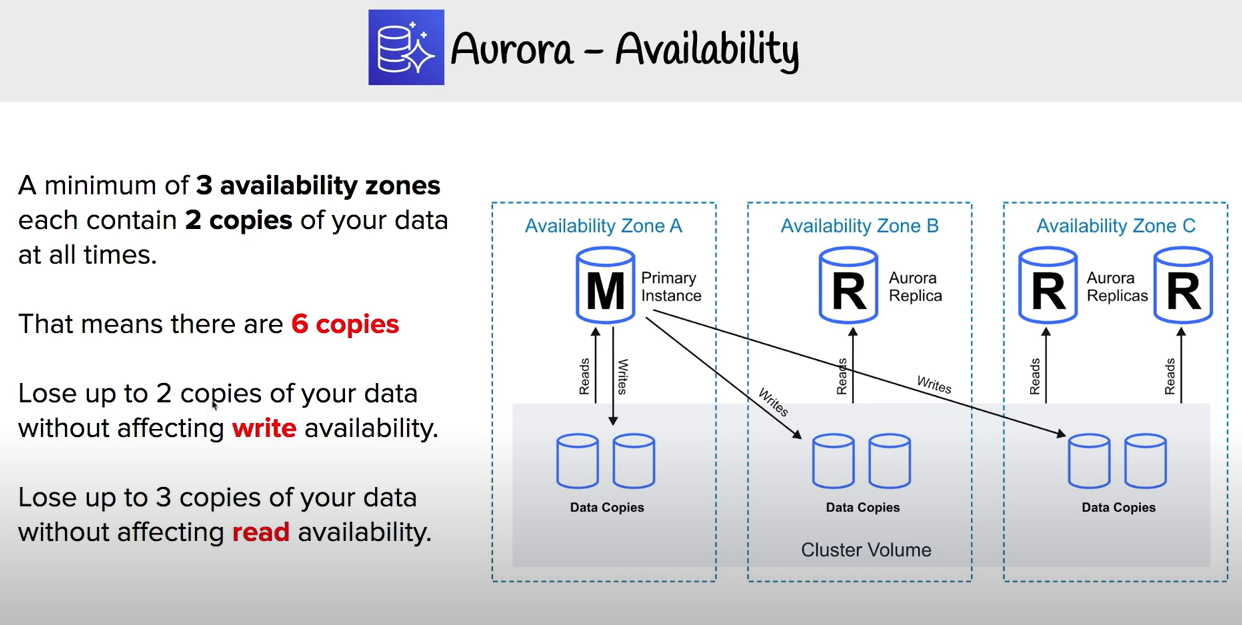 Aurora – Availability
A minimum of 3 availability zones
each contain 2 copies of your data
at all times.
That means there are 6 copies
Lose up to 2 copies of your data
without affecting write availability.
Lose up to 3 copies of your data
without affecting read availability.
Availability Zone A
M
Primary
Instance
Reads
Writes
Writes
Writes
Data Copies
Availability Zone B
R
Aurora
Replica
Reads
Data Copies
Cluster Volume
Availability Zone C
R
Aurora
Replicas
R
Reads
Reads
Data Copies